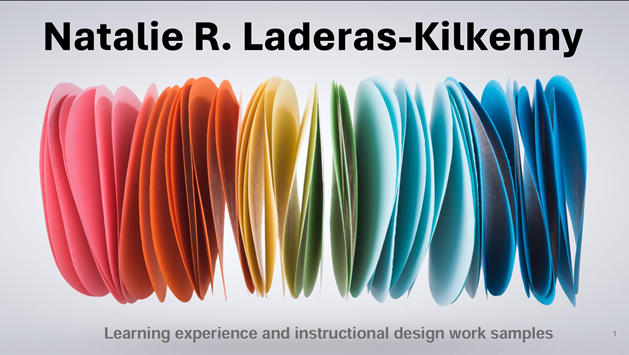 Natalie R. Laderas-Kilkenny
Learning experience and instructional design work samples
1